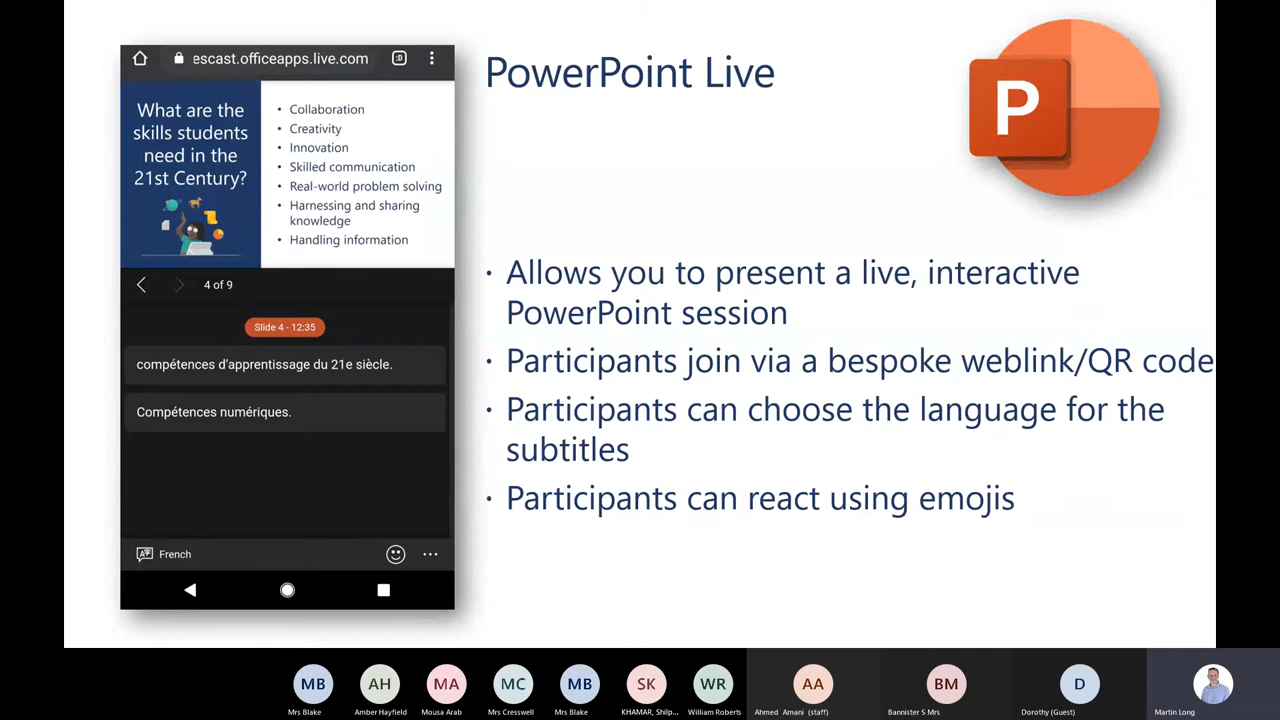 escast.officeapps.live.com
:D
What are the
skills students
need in the
21st Century?
• Collaboration
• Creativity
• Innovation
• Skilled communication
• Real-world problem solving
• Harnessing and sharing
knowledge
• Handling information
4 of 9
Slide 4 - 12:35
compétences d'apprentissage du 21e siècle.
Compétences numériques.
French
PowerPoint Live
P
• Allows you to present a live, interactive
PowerPoint session
• Participants join via a bespoke weblink/QR code
• Participants can choose the language for the
subtitles
• Participants can react using emojis
MB AH MA MC MB SK WR AA BM D
Mrs Blake Amber Hayfield Mousa Arab Mrs Cresswell Mrs Blake KHAMAR, Shilp... William Roberts Ahmed Amani (staff) Bannister S Mrs Dorothy (Guest) Martin Long